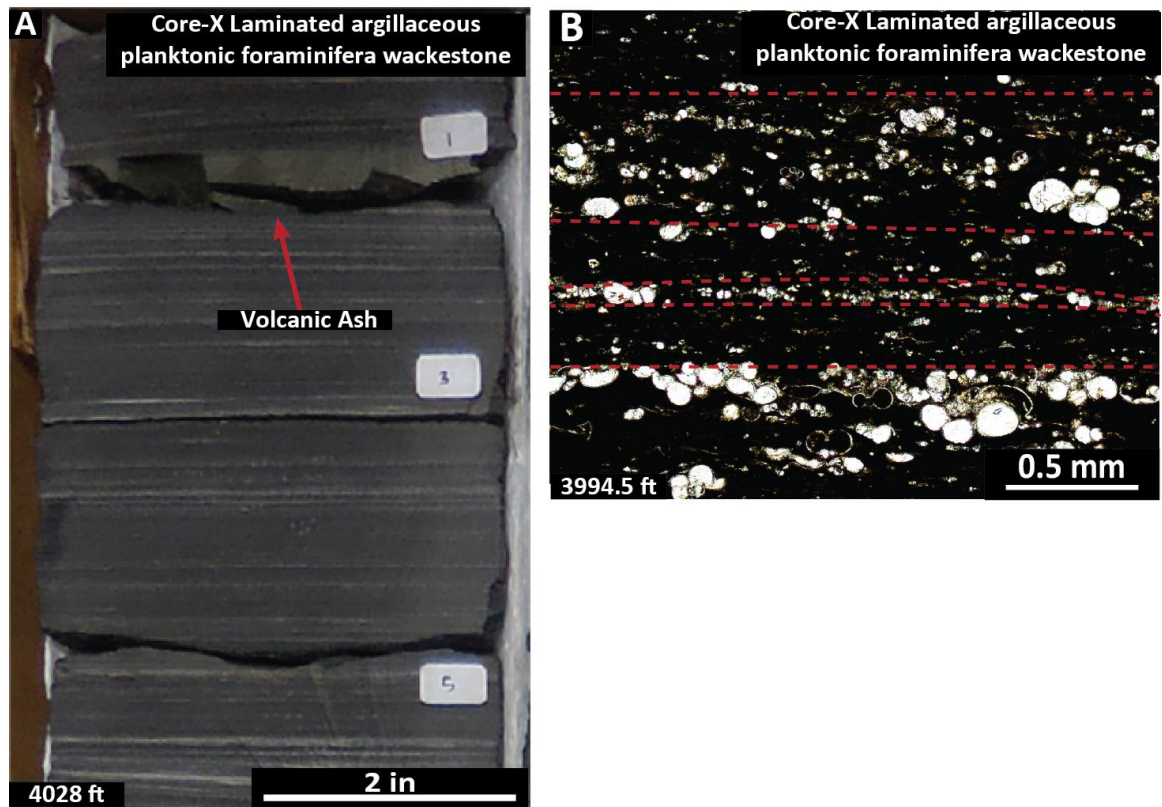 A
Core-X Laminated argillaceous
planktonic foraminifera wackestone
1
Volcanic Ash
3
5
4028 ft
2 in
B
Core-X Laminated argillaceous
planktonic foraminifera wackestone
3994.5 ft
0.5 mm